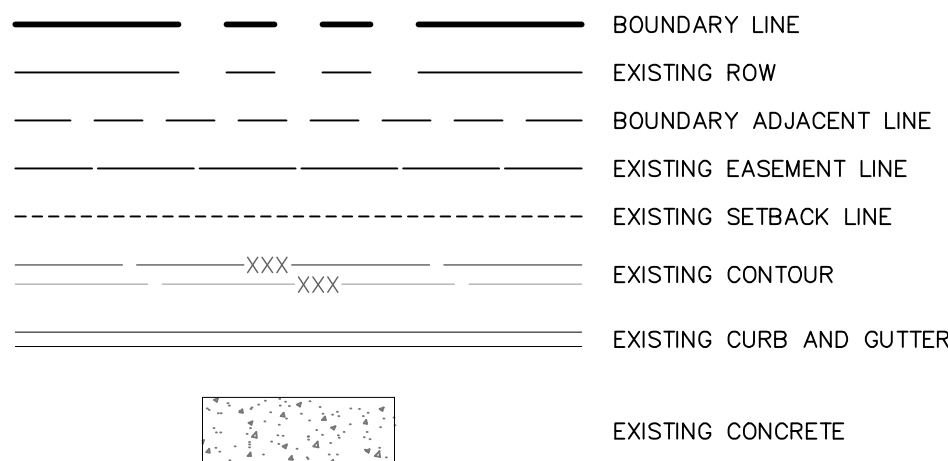 BOUNDARY LINE
EXISTING ROW
BOUNDARY ADJACENT LINE
EXISTING EASEMENT LINE
EXISTING SETBACK LINE
XXX
XXX
EXISTING CONTOUR
EXISTING CURB AND GUTTER
EXISTING CONCRETE